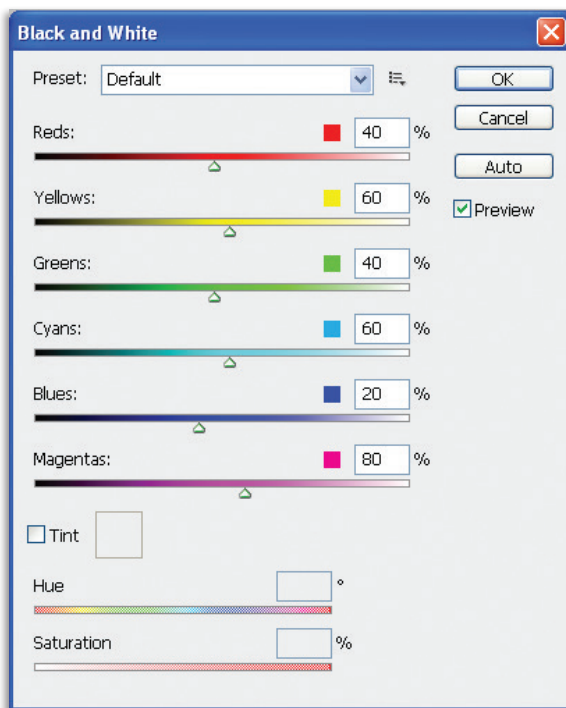 Black and White
Preset: Default
OK
Cancel
Auto
Preview
Reds: 40 %
Yellows: 60 %
Greens: 40 %
Cyans: 60 %
Blues: 20 %
Magentas: 80 %
Tint
Hue °
Saturation %